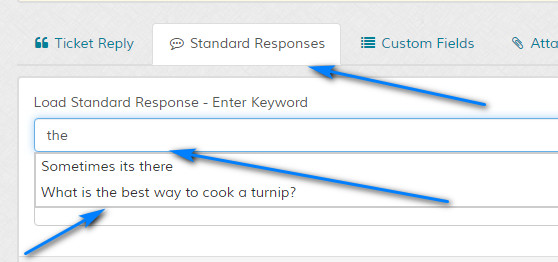 Ticket Reply
Standard Responses
Custom Fields
Atta
Load Standard Response - Enter Keyword
the
Sometimes its there
What is the best way to cook a turnip?